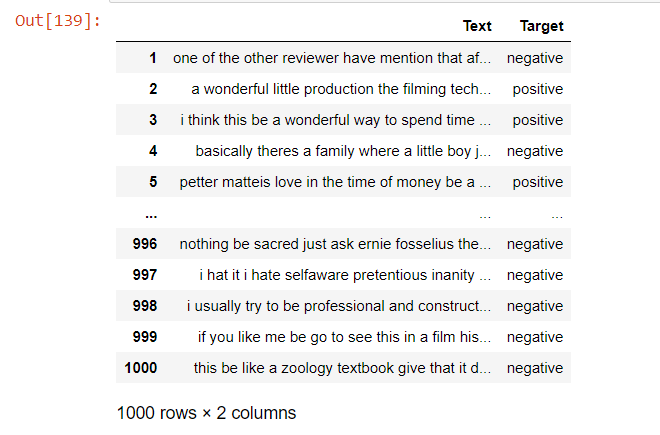 Out[139]:
Text Target
1 one of the other reviewer have mention that af... negative
2 a wonderful little production the filming tech... positive
3 i think this be a wonderful way to spend time ... positive
4 basically theres a family where a little boy j... negative
5 petter matteis love in the time of money be a ... positive
... ... ...
996 nothing be sacred just ask ernie fosselius the... negative
997 i hat it i hate selfaware pretentious inanity ... negative
998 i usually try to be professional and construct... negative
999 if you like me be go to see this in a film his... negative
1000 this be like a zoology textbook give that it d... negative
1000 rows × 2 columns